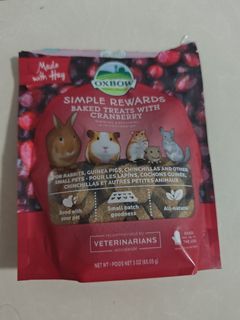 Made
with Hay
OXBOW
SIMPLE REWARDS
BAKED TREATS WITH
CRANBERRY
FOR RABBITS, GUINEA PIGS, CHINCHILLAS AND OTHER
SMALL PETS • POUR LES LAPINS, COCHONS GUINÉE,
CHINCHILLAS ET AUTRES PETITES ANIMAUX
Bond with
your pet
Small batch
goodness
All-natural
VETERINARIANS
NET WT • POIDS NET 3 OZ (85.05 g)